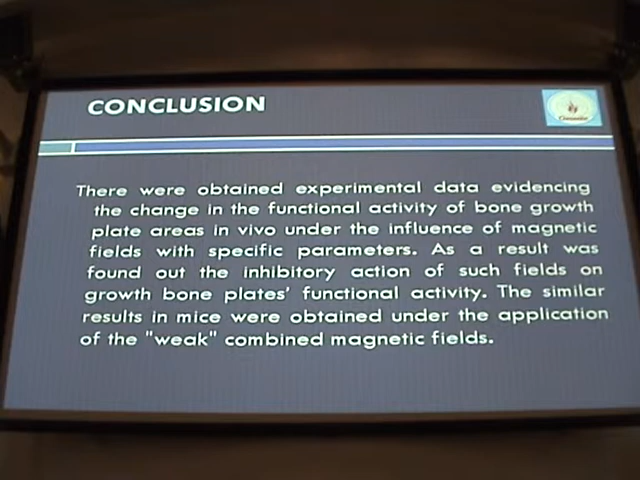 CONCLUSION
There were obtained experimental data evidencing
the change in the functional activity of bone growth
plate areas in vivo under the influence of magnetic
fields with specific parameters. As a result was
found out the inhibitory action of such fields on
growth bone plates' functional activity. The similar
results in mice were obtained under the application
of the "weak" combined magnetic fields.